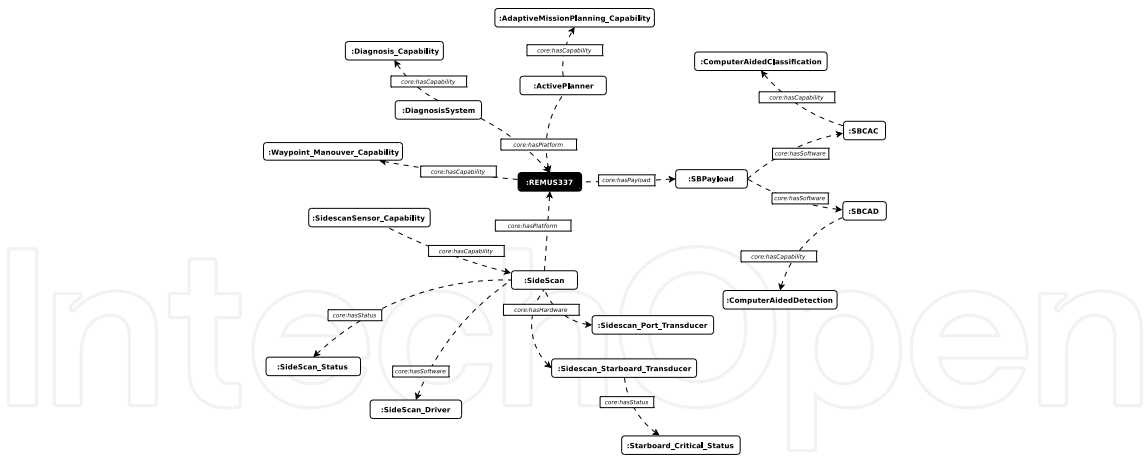 :AdaptiveMissionPlanning_Capability
:Diagnosis_Capability
core:hasCapability
:ComputerAidedClassification
core:hasCapability
:ActivePlanner
core:hasCapability
:DiagnosisSystem
:SBCAC
core:hasPlatform
:Waypoint_Manouver_Capability
core:hasSoftware
core:hasCapability
:REMUS337
core:hasPayload
:SBPayload
core:hasSoftware
:SBCAD
:SidescanSensor_Capability
core:hasPlatform
core:hasCapability
core:hasCapability
:SideScan
:ComputerAidedDetection
core:hasHardware
core:hasStatus
:Sidescan_Port_Transducer
:SideScan_Status
core:hasSoftware
:Sidescan_Starboard_Transducer
core:hasStatus
:SideScan_Driver
:Starboard_Critical_Status
IntechOpen